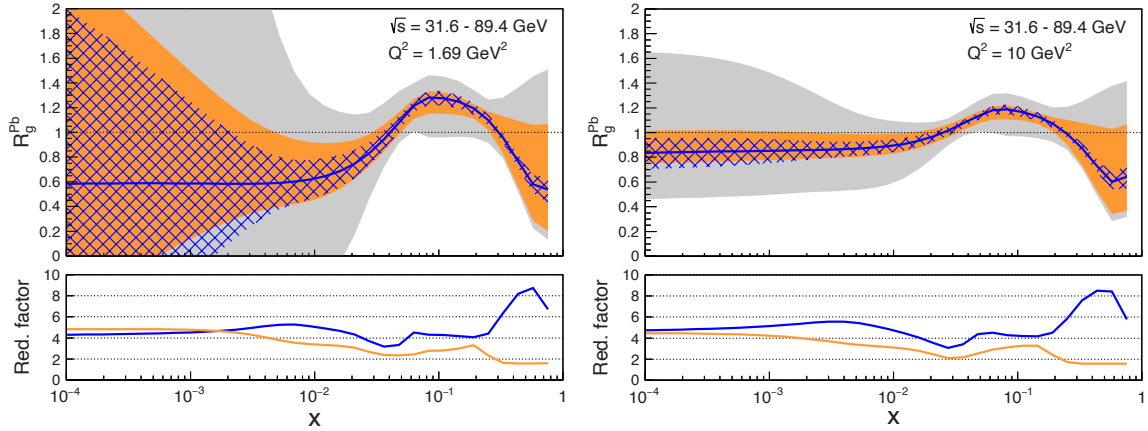 √s = 31.6 - 89.4 GeV
Q² = 1.69 GeV²
R_g^Pb
2
1.8
1.6
1.4
1.2
1
0.8
0.6
0.4
0.2
0
Red. factor
10
8
6
4
2
0
10⁻⁴ 10⁻³ 10⁻² 10⁻¹ 1
x
√s = 31.6 - 89.4 GeV
Q² = 10 GeV²
R_g^Pb
2
1.8
1.6
1.4
1.2
1
0.8
0.6
0.4
0.2
0
Red. factor
10
8
6
4
2
0
10⁻⁴ 10⁻³ 10⁻² 10⁻¹ 1
x